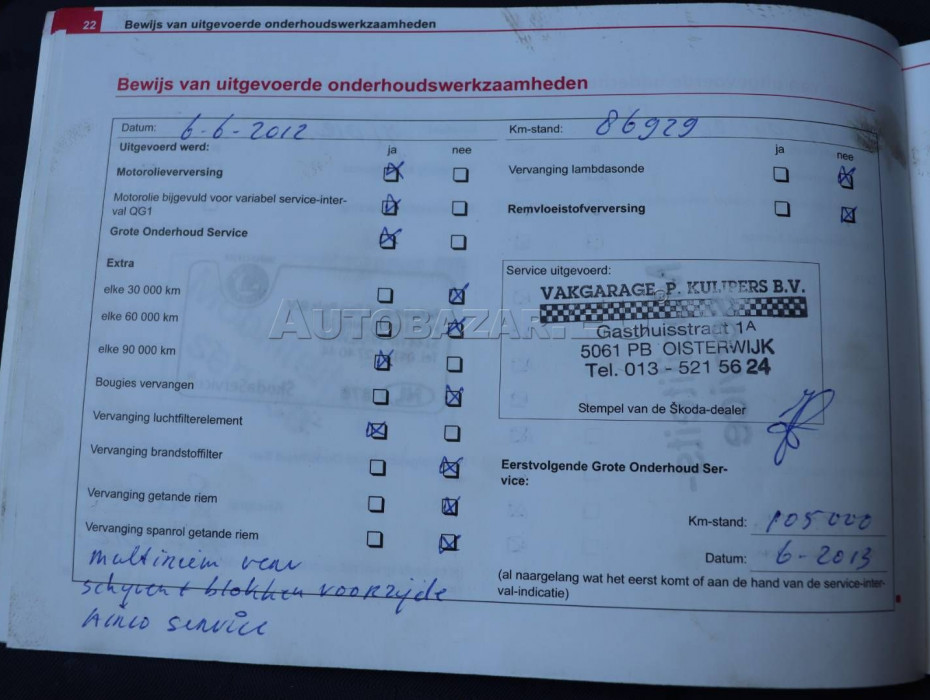 22 Bewijs van uitgevoerde onderhoudswerkzaamheden
Bewijs van uitgevoerde onderhoudswerkzaamheden
Datum: 6-6-2012
Km-stand: 86929
Uitgevoerd werd: ja nee
Motorolieverversing
Motorolie bijgevuld voor variabel service-inter-
val QG1
Grote Onderhoud Service
Extra
elke 30 000 km
elke 60 000 km
elke 90 000 km
Bougies vervangen
Vervanging luchtfilterelement
Vervanging brandstoffilter
Vervanging getande riem
Vervanging spanrol getande riem
multiriem verv
schijven + blokken voorzijde
Airco service
ja nee
Vervanging lambdasonde
Remvloeistofverversing
Service uitgevoerd:
VAKGARAGE P. KUIJPERS B.V.
Gasthuisstraat 1A
5061 PB OISTERWIJK
Tel. 013 - 521 56 24
Stempel van de Škoda-dealer
Eerstvolgende Grote Onderhoud Ser-
vice:
Km-stand: 105000
Datum: 6-2013
(al naargelang wat het eerst komt of aan de hand van de service-inter-
val-indicatie)